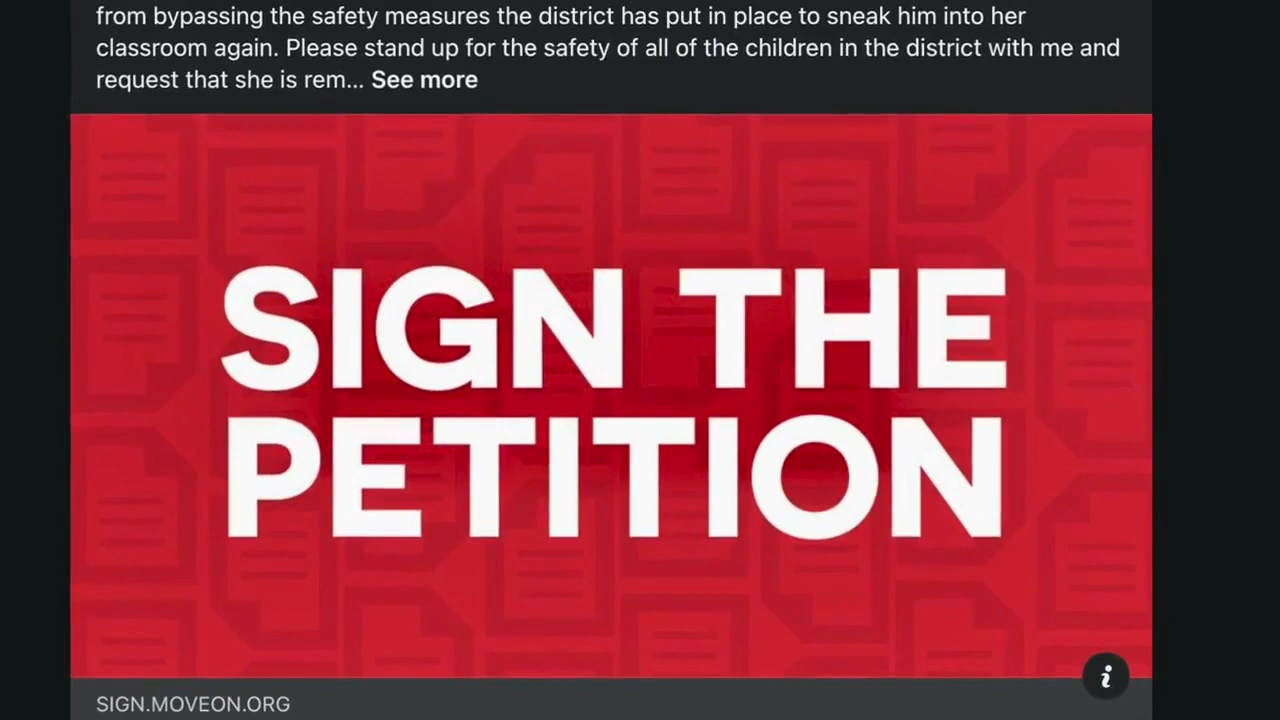 from bypassing the safety measures the district has put in place to sneak him into her
classroom again. Please stand up for the safety of all of the children in the district with me and
request that she is rem... See more
SIGN THE
PETITION
i
SIGN.MOVEON.ORG